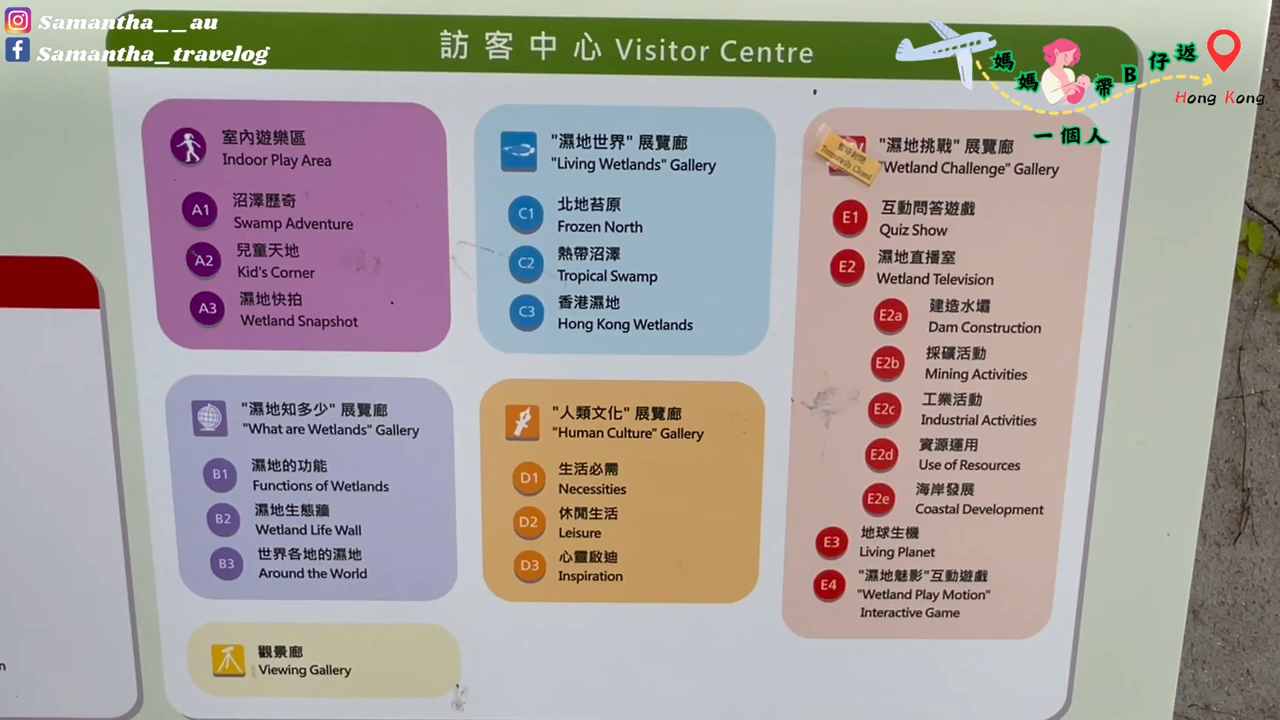 Samantha__au
Samantha_travelog
訪客中心 Visitor Centre
媽媽帶B仔返
Hong Kong
一個人
室內遊樂區
Indoor Play Area
A1 沼澤歷奇
Swamp Adventure
A2 兒童天地
Kid's Corner
A3 濕地快拍
Wetland Snapshot
"濕地知多少" 展覽廊
"What are Wetlands" Gallery
B1 濕地的功能
Functions of Wetlands
B2 濕地生態牆
Wetland Life Wall
B3 世界各地的濕地
Around the World
觀景廊
Viewing Gallery
"濕地世界" 展覽廊
"Living Wetlands" Gallery
C1 北地苔原
Frozen North
C2 熱帶沼澤
Tropical Swamp
C3 香港濕地
Hong Kong Wetlands
"人類文化" 展覽廊
"Human Culture" Gallery
D1 生活必需
Necessities
D2 休閒生活
Leisure
D3 心靈啟迪
Inspiration
暫時關閉
Temporarily Closed
"濕地挑戰" 展覽廊
"Wetland Challenge" Gallery
E1 互動問答遊戲
Quiz Show
E2 濕地直播室
Wetland Television
E2a 建造水壩
Dam Construction
E2b 採礦活動
Mining Activities
E2c 工業活動
Industrial Activities
E2d 資源運用
Use of Resources
E2e 海岸發展
Coastal Development
E3 地球生機
Living Planet
E4 "濕地魅影"互動遊戲
"Wetland Play Motion"
Interactive Game